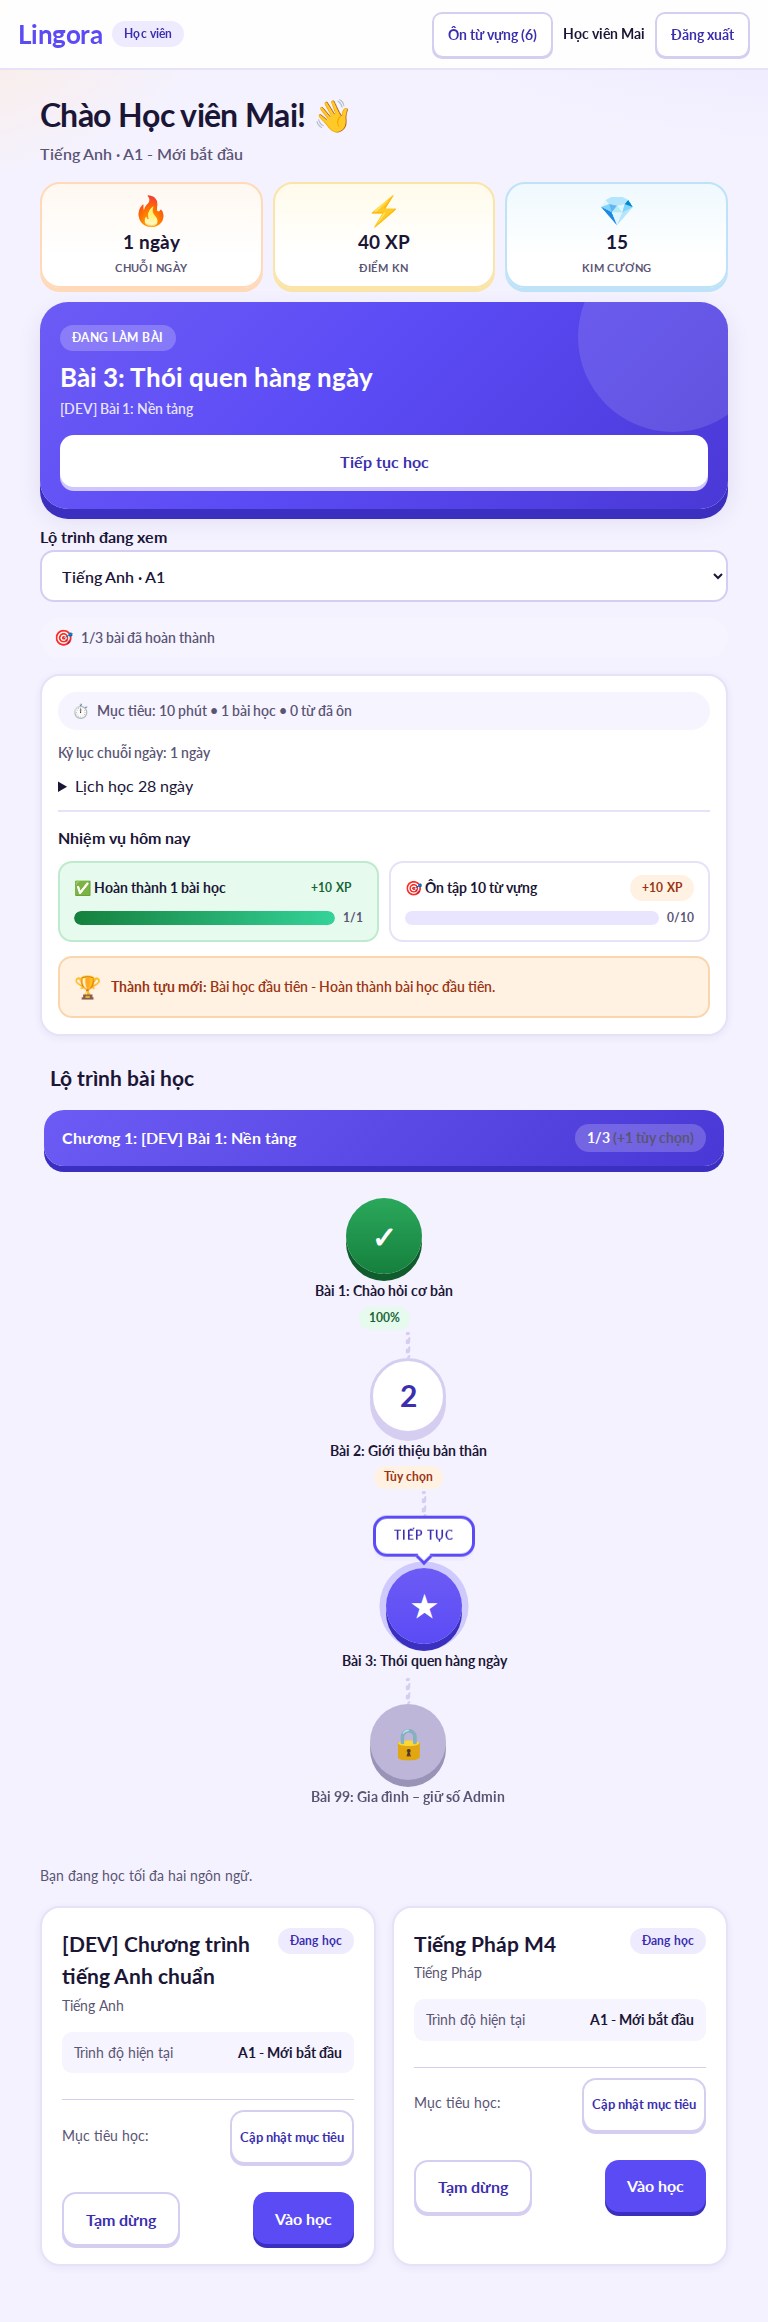 Lingora
Học viên
Ôn từ vựng (6)
Học viên Mai
Đăng xuất
Chào Học viên Mai! 👋
Tiếng Anh · A1 - Mới bắt đầu
🔥
1 ngày
CHUỖI NGÀY
⚡
40 XP
ĐIỂM KN
💎
15
KIM CƯƠNG
ĐANG LÀM BÀI
Bài 3: Thói quen hàng ngày
[DEV] Bài 1: Nền tảng
Tiếp tục học
Lộ trình đang xem
Tiếng Anh · A1
🎯 1/3 bài đã hoàn thành
⏱️ Mục tiêu: 10 phút • 1 bài học • 0 từ đã ôn
Kỷ lục chuỗi ngày: 1 ngày
▶ Lịch học 28 ngày
Nhiệm vụ hôm nay
✅ Hoàn thành 1 bài học
+10 XP
1/1
🎯 Ôn tập 10 từ vựng
+10 XP
0/10
🏆 Thành tựu mới: Bài học đầu tiên - Hoàn thành bài học đầu tiên.
Lộ trình bài học
Chương 1: [DEV] Bài 1: Nền tảng
1/3 (+1 tùy chọn)
✓
Bài 1: Chào hỏi cơ bản
100%
2
Bài 2: Giới thiệu bản thân
Tùy chọn
TIẾP TỤC
★
Bài 3: Thói quen hàng ngày
🔒
Bài 99: Gia đình – giữ số Admin
Bạn đang học tối đa hai ngôn ngữ.
[DEV] Chương trình
tiếng Anh chuẩn
Đang học
Tiếng Anh
Trình độ hiện tại
A1 - Mới bắt đầu
Mục tiêu học:
Cập nhật mục tiêu
Tạm dừng
Vào học
Tiếng Pháp M4
Đang học
Tiếng Pháp
Trình độ hiện tại
A1 - Mới bắt đầu
Mục tiêu học:
Cập nhật mục tiêu
Tạm dừng
Vào học